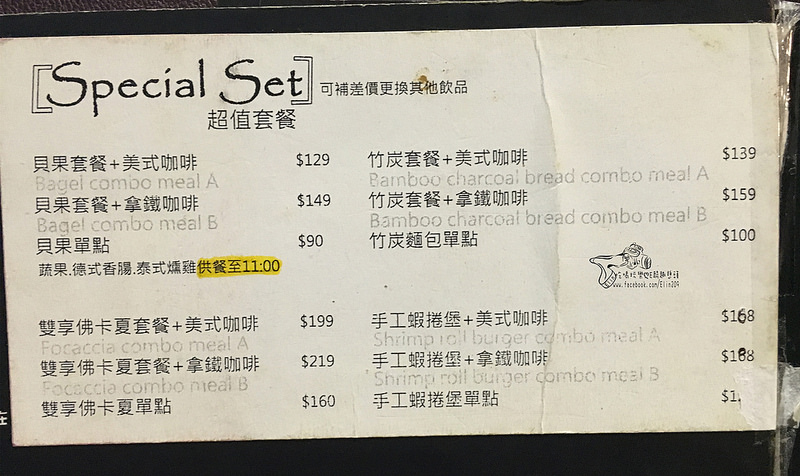 Special Set 可補差價更換其他飲品
超值套餐
貝果套餐+美式咖啡 $129
Bagel combo meal A
貝果套餐+拿鐵咖啡 $149
Bagel combo meal B
貝果單點 $90
蔬果.德式香腸.泰式燻雞供餐至11:00
竹炭套餐+美式咖啡 $139
Bamboo charcoal bread combo meal A
竹炭套餐+拿鐵咖啡 $159
Bamboo charcoal bread combo meal B
竹炭麵包單點 $100
www.facebook.com/Elin204
雙享佛卡夏套餐+美式咖啡 $199
Focaccia combo meal A
雙享佛卡夏套餐+拿鐵咖啡 $219
Focaccia combo meal B
雙享佛卡夏單點 $160
手工蝦捲堡+美式咖啡 $168
Shrimp roll burger combo meal A
手工蝦捲堡+拿鐵咖啡 $188
Shrimp roll burger combo meal B
手工蝦捲堡單點
在